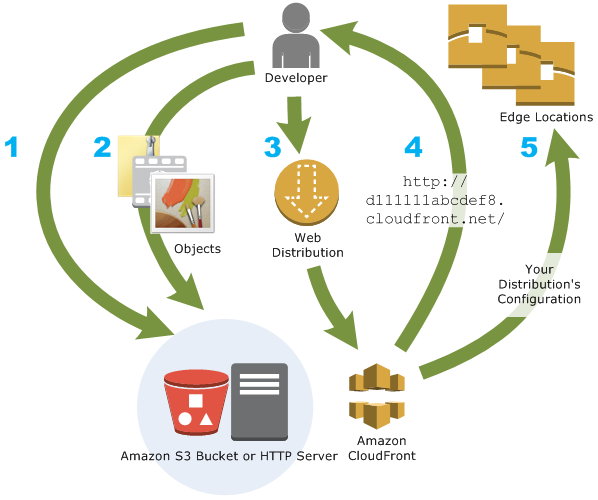 Developer
Edge Locations
1
2
3
4
5
http://
d111111abcdef8.
cloudfront.net/
Objects
Web
Distribution
Your
Distribution's
Configuration
Amazon S3 Bucket or HTTP Server
Amazon
CloudFront